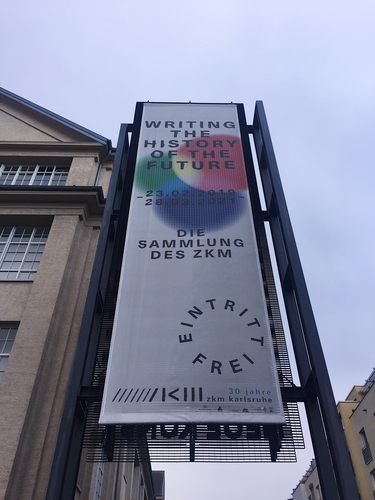 WRITING
THE
HISTORY
OF THE
FUTURE
DIE
SAMMLUNG
DES ZKM
EINTRITT
FREI
30 jahre
zkm karlsruhe